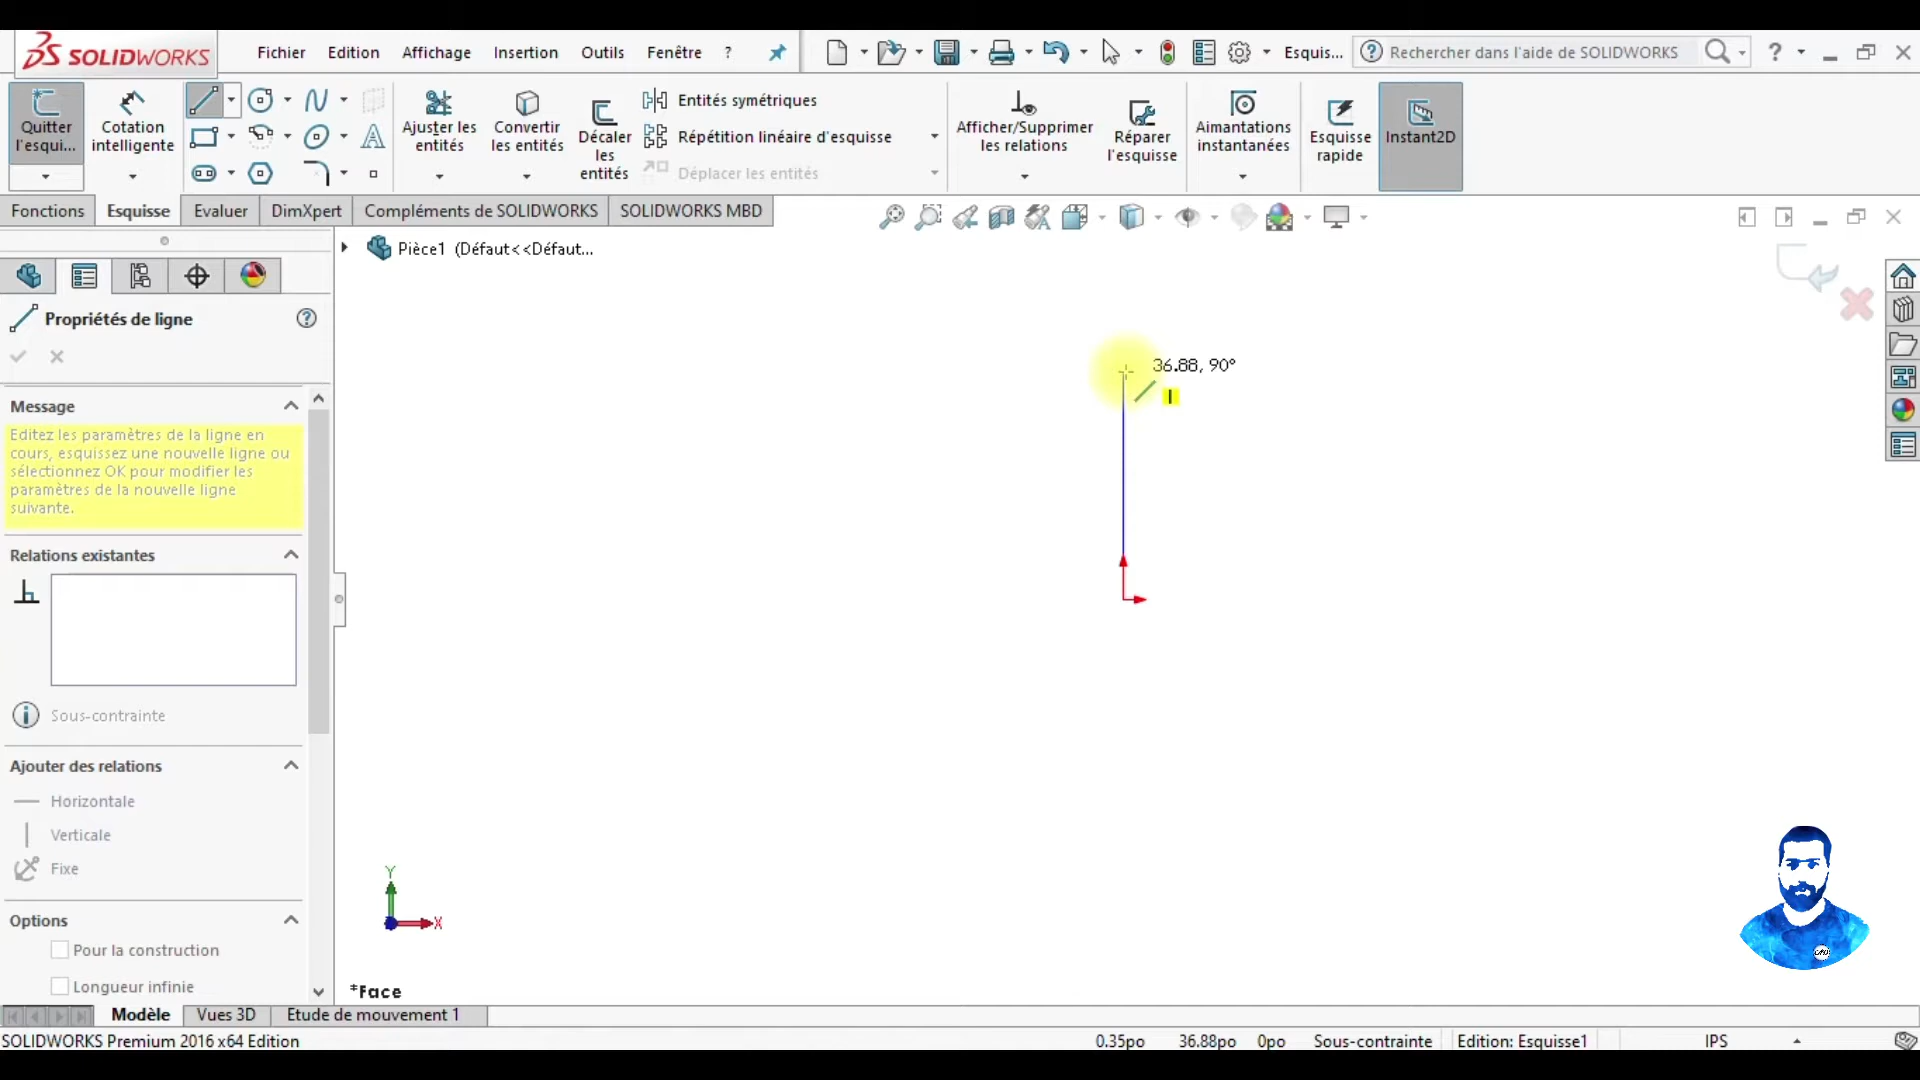 SOLIDWORKS
Fichier
Edition
Affichage
Insertion
Outils
Fenêtre
?
Esquis...
Rechercher dans l'aide de SOLIDWORKS
?
Quitter
l'esqui...
Cotation
intelligente
Ajuster les
entités
Convertir
les entités
Décaler
les
entités
Entités symétriques
Répétition linéaire d'esquisse
Déplacer les entités
Afficher/Supprimer
les relations
Réparer
l'esquisse
Aimantations
instantanées
Esquisse
rapide
Instant2D
Fonctions
Esquisse
Evaluer
DimXpert
Compléments de SOLIDWORKS
SOLIDWORKS MBD
Pièce1 (Défaut<<Défaut...
Propriétés de ligne
Message
Editez les paramètres de la ligne en
cours, esquissez une nouvelle ligne ou
sélectionnez OK pour modifier les
paramètres de la nouvelle ligne
suivante.
Relations existantes
Sous-contrainte
Ajouter des relations
Horizontale
Verticale
Fixe
Options
Pour la construction
Longueur infinie
36.88, 90°
Y
X
*Face
Modèle
Vues 3D
Etude de mouvement 1
SOLIDWORKS Premium 2016 x64 Edition
0.35po
36.88po
0po
Sous-contrainte
Edition: Esquisse1
IPS